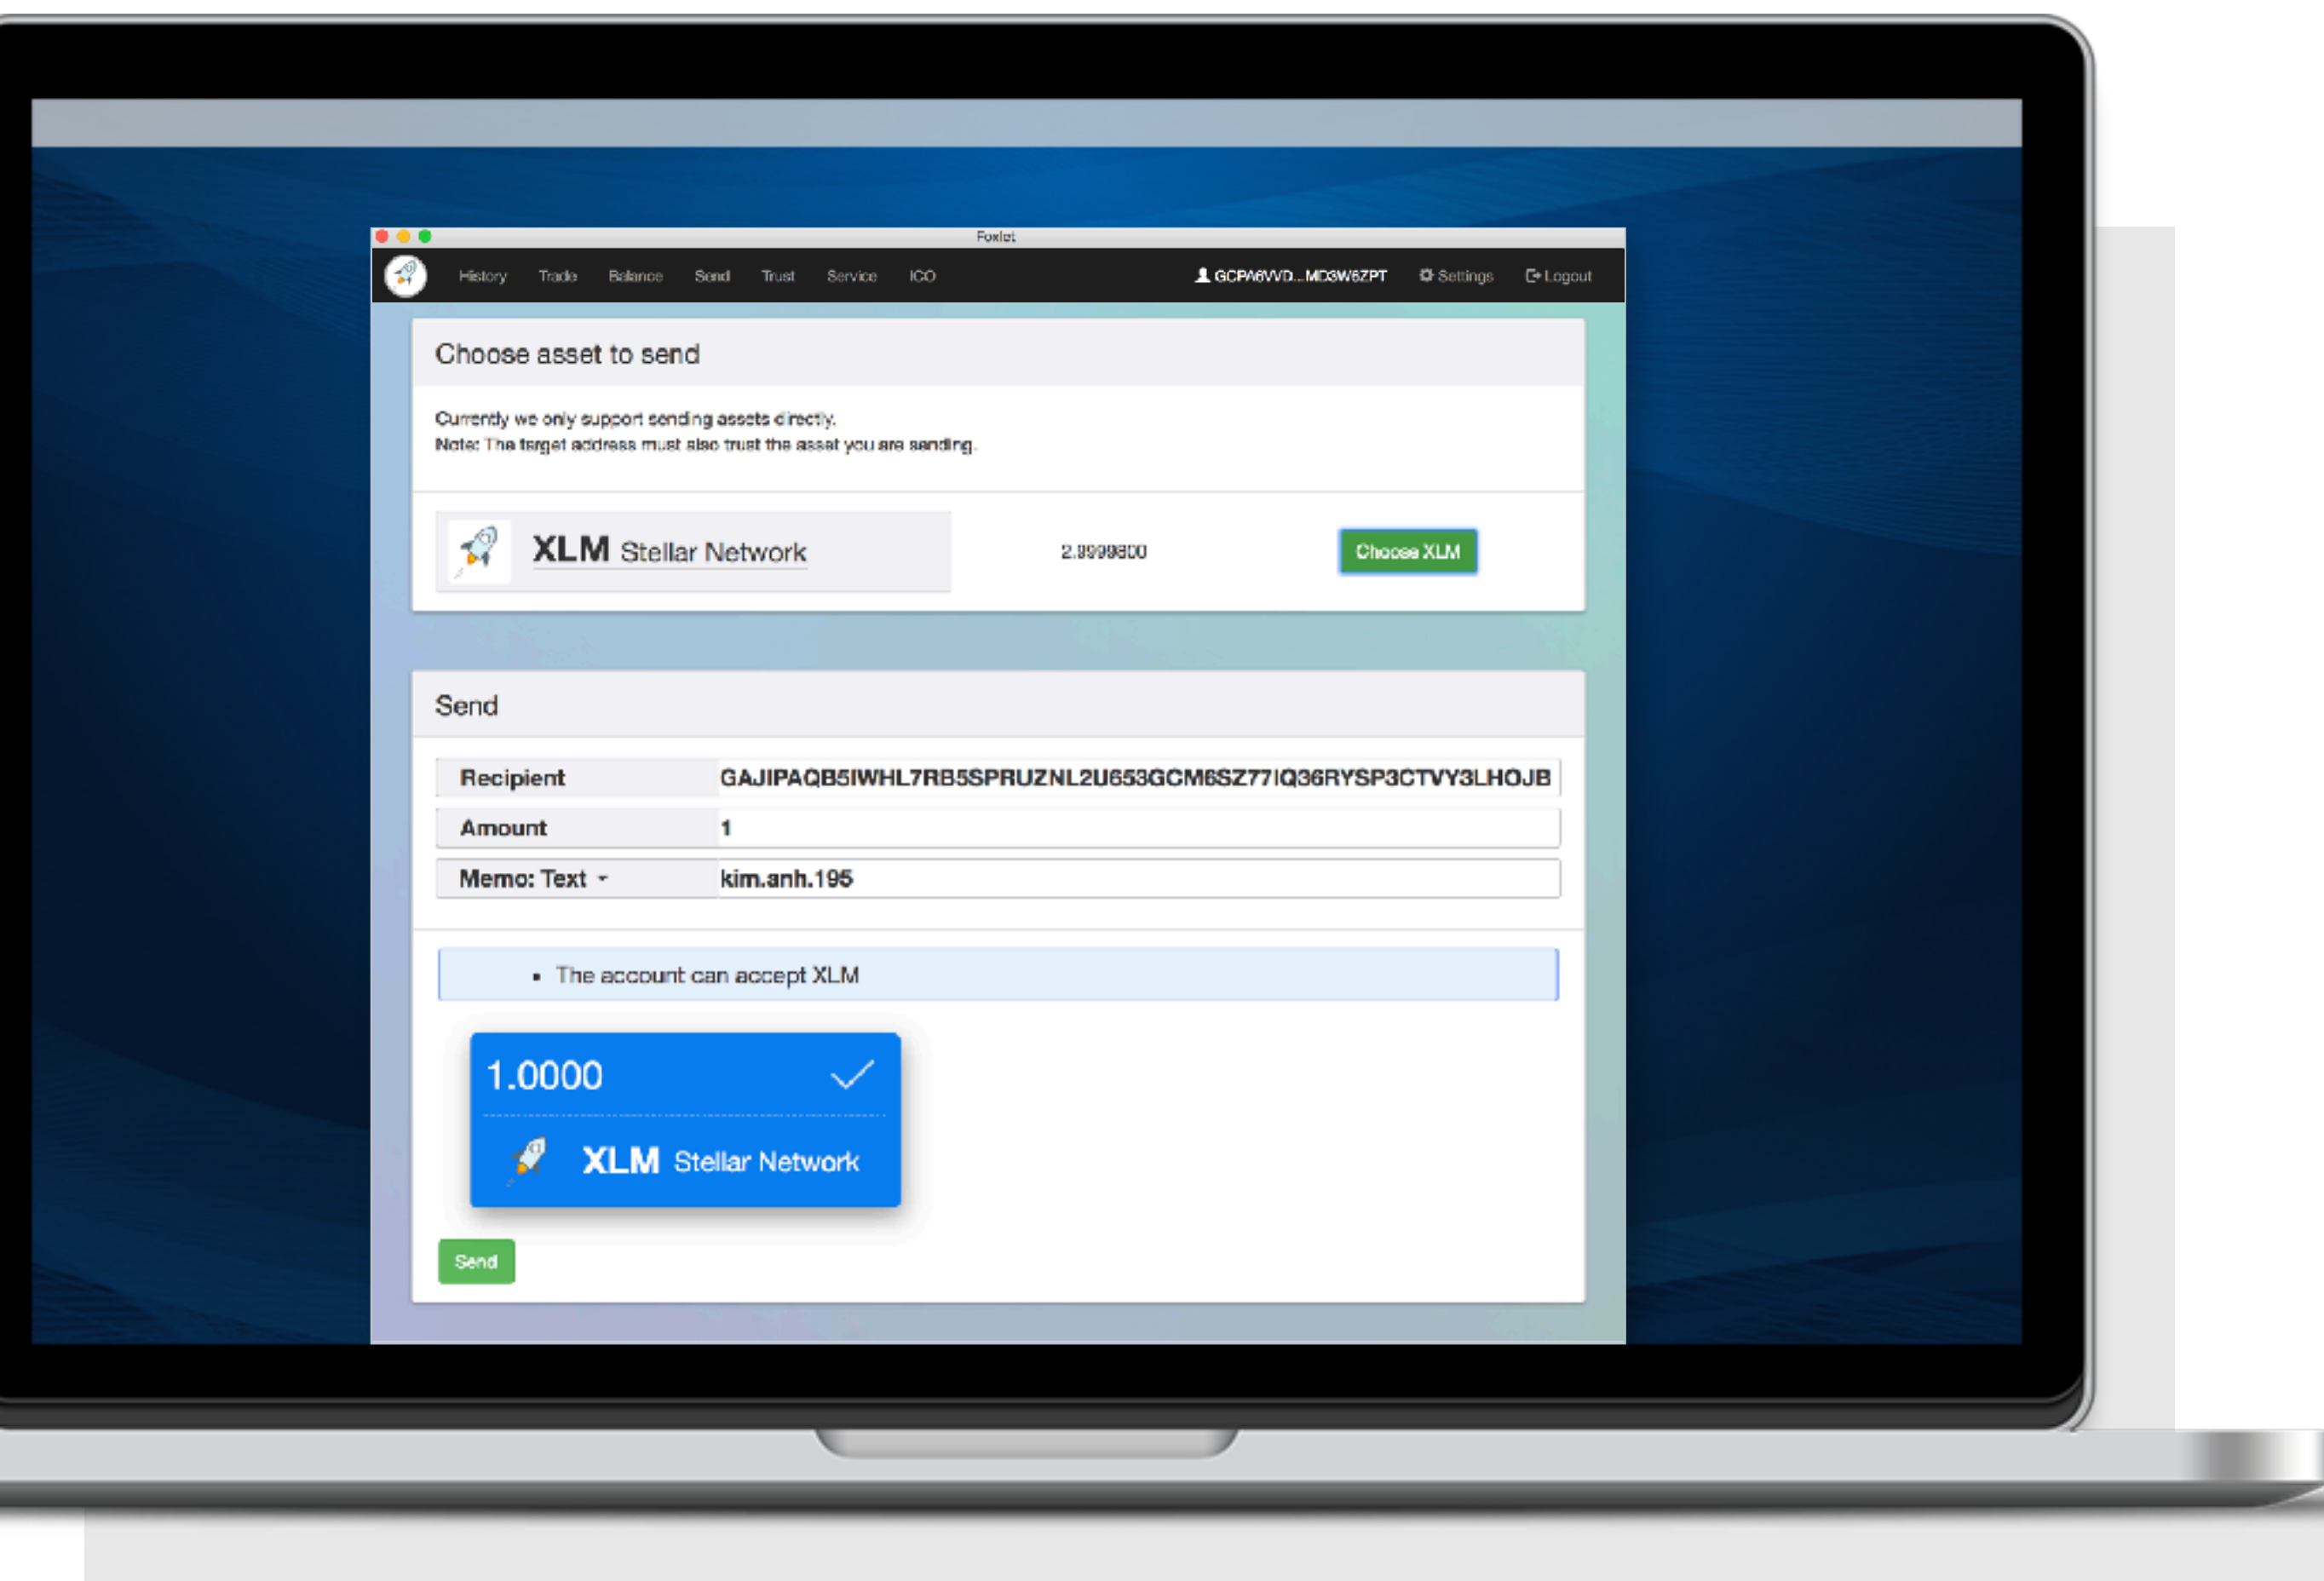 Foxlet
History Trade Balance Send Trust Service ICO GCPA6VVD...MD3W6ZPT Settings Logout
Choose asset to send
Currently we only support sending assets directly.
Note: The target address must also trust the asset you are sending.
XLM Stellar Network 2.9999800 Choose XLM
Send
Recipient GAJIPAQB5IWHL7RB5SPRUZNL2U653GCM6SZ77IQ36RYSP3CTVY3LHOJB
Amount 1
Memo: Text kim.anh.195
The account can accept XLM
1.0000
XLM Stellar Network
Send